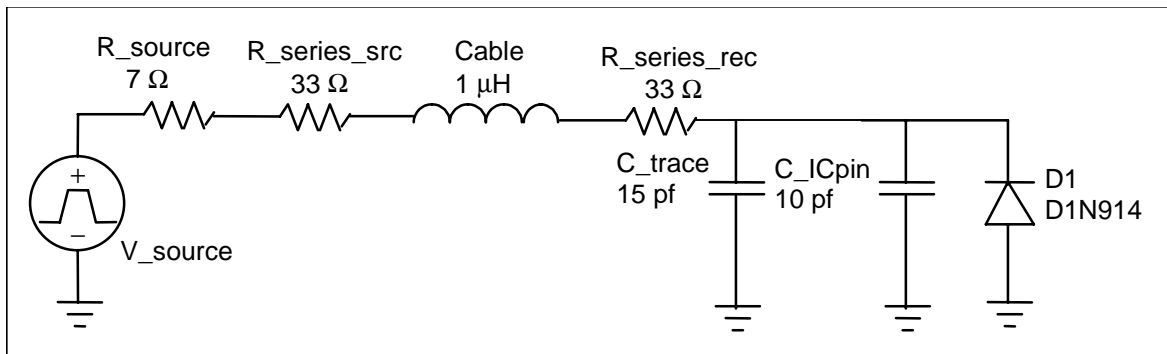 R_source
7 Ω
R_series_src
33 Ω
Cable
1 μH
R_series_rec
33 Ω
C_trace
15 pf
C_ICpin
10 pf
D1
D1N914
+
−
V_source